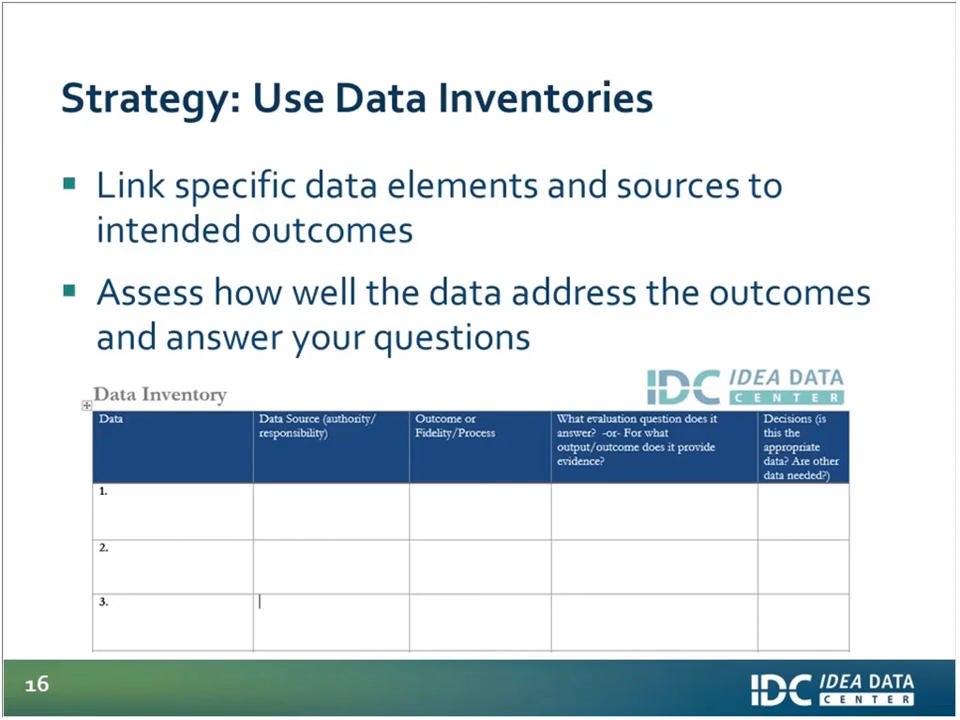 Strategy: Use Data Inventories
▪ Link specific data elements and sources to
intended outcomes
▪ Assess how well the data address the outcomes
and answer your questions
IDC IDEA DATA
CENTER
Data Inventory
Data
Data Source (authority/
responsibility)
Outcome or
Fidelity/Process
What evaluation question does it
answer? -or- For what
output/outcome does it provide
evidence?
Decisions (is
this the
appropriate
data? Are other
data needed?)
1.
2.
3.
16
IDC IDEA DATA
CENTER